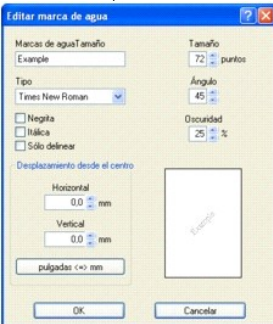 Editar marca de agua
Marcas de aguaTamaño
Example
Tipo
Times New Roman
Negrita
Itálica
Sólo delinear
Tamaño
72 puntos
Ángulo
45
Oscuridad
25 %
Desplazamiento desde el centro
Horizontal
0,0 mm
Vertical
0,0 mm
pulgadas <=> mm
Example
OK
Cancelar